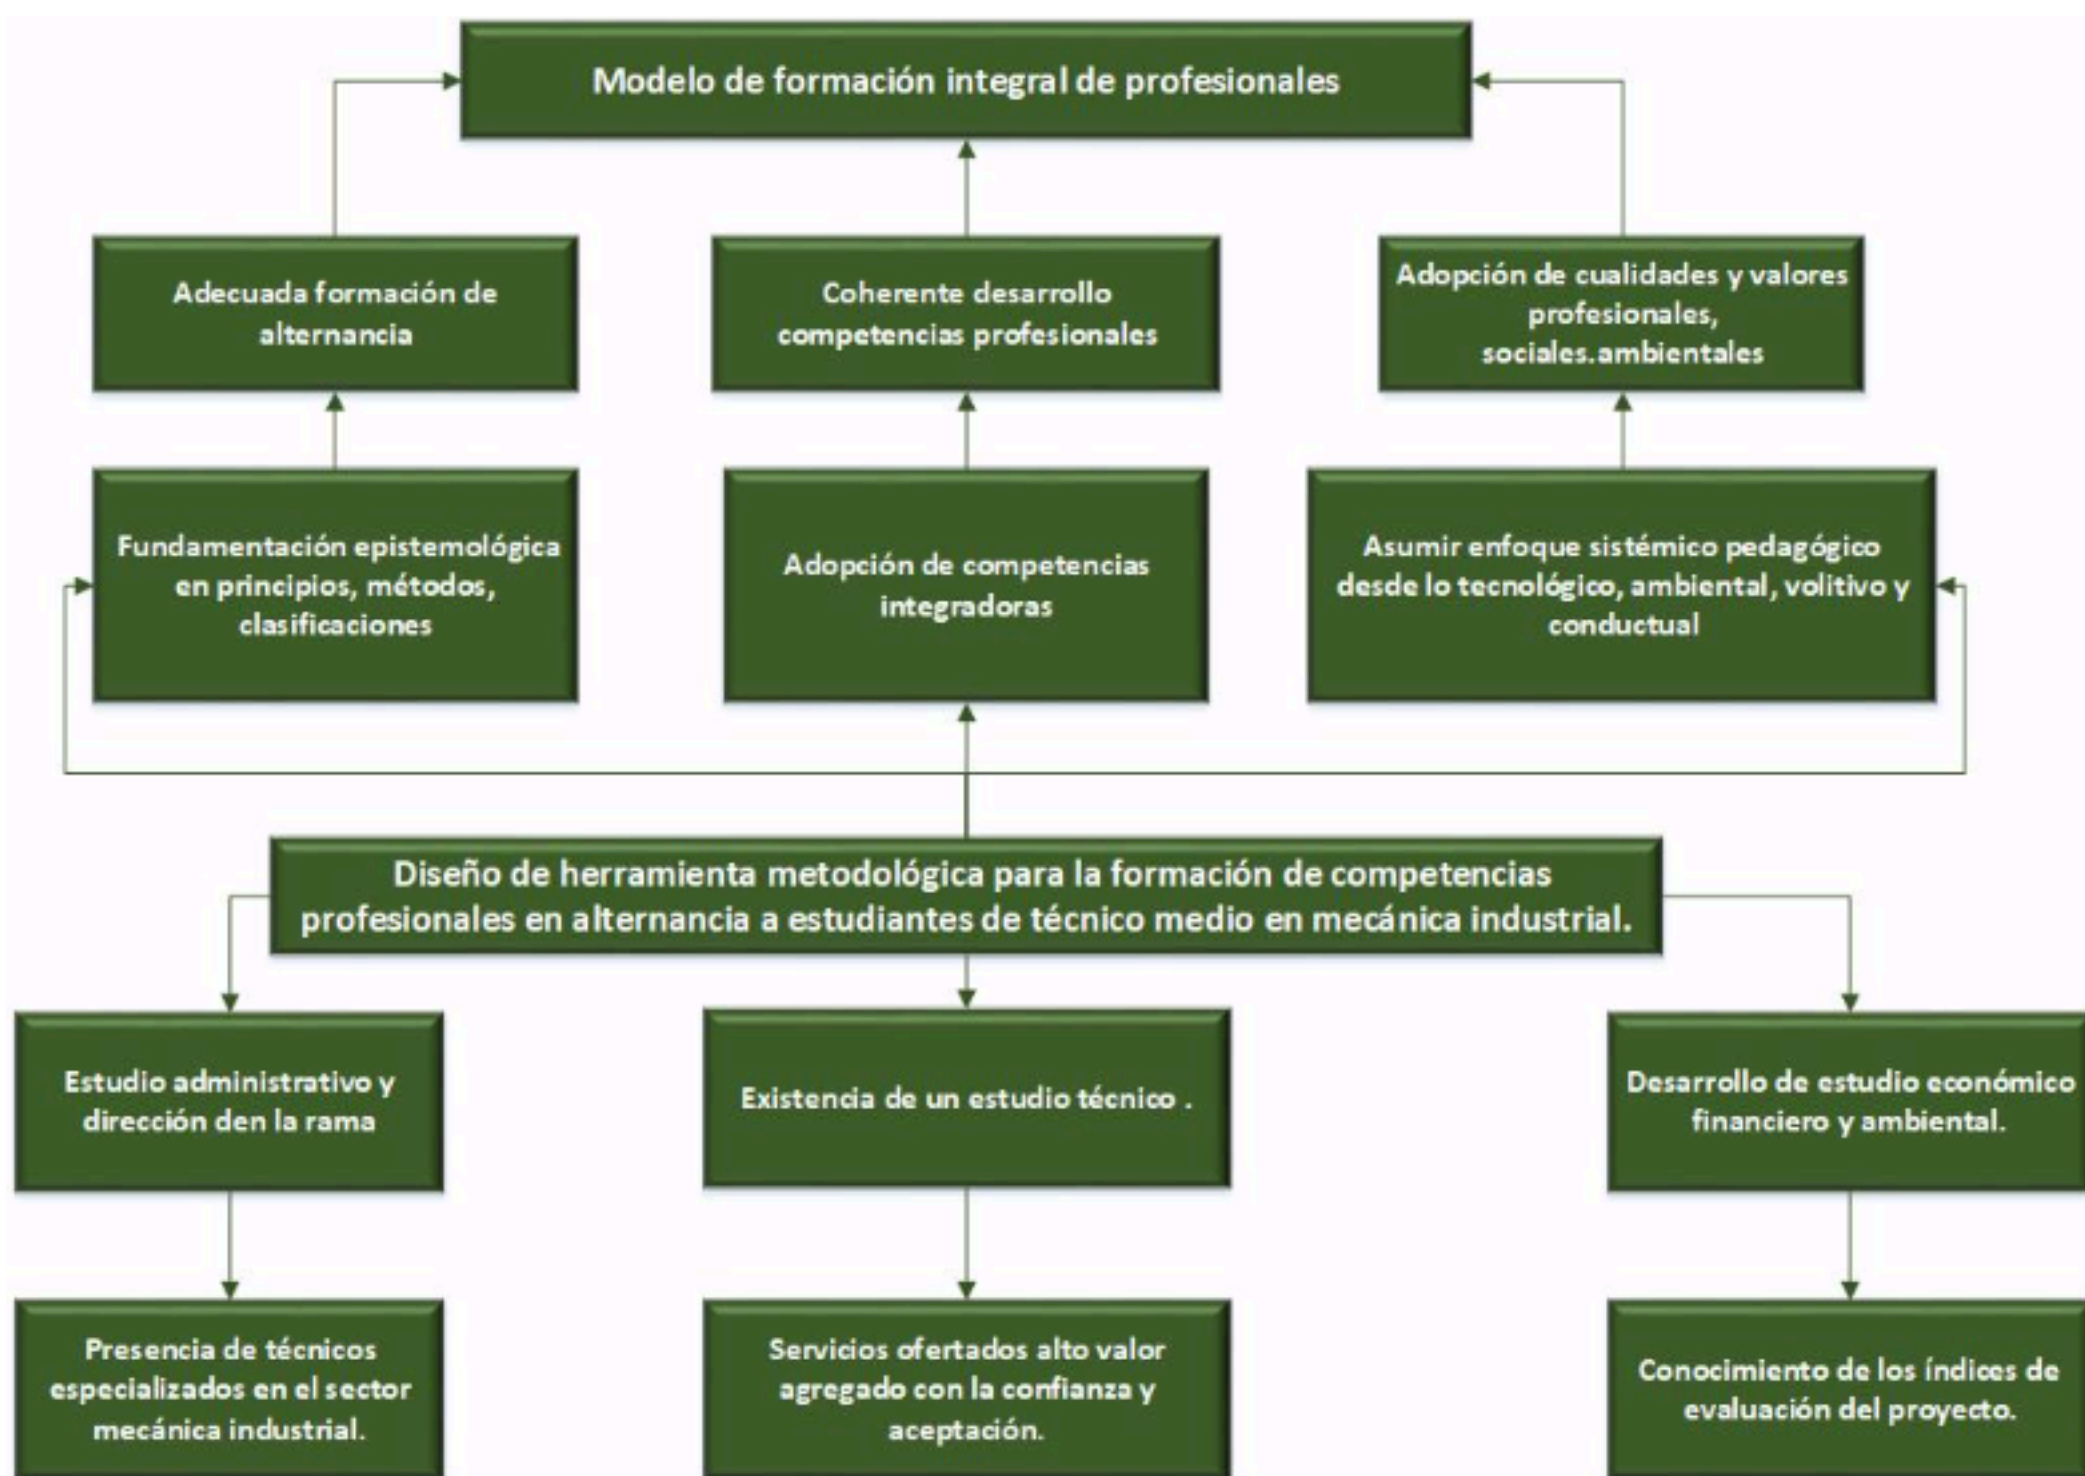 Modelo de formación integral de profesionales
Adecuada formación de
alternancia
Coherente desarrollo
competencias profesionales
Adopción de cualidades y valores
profesionales,
sociales.ambientales
Fundamentación epistemológica
en principios, métodos,
clasificaciones
Adopción de competencias
integradoras
Asumir enfoque sistémico pedagógico
desde lo tecnológico, ambiental, volitivo y
conductual
Diseño de herramienta metodológica para la formación de competencias
profesionales en alternancia a estudiantes de técnico medio en mecánica industrial.
Estudio administrativo y
dirección den la rama
Existencia de un estudio técnico .
Desarrollo de estudio económico
financiero y ambiental.
Presencia de técnicos
especializados en el sector
mecánica industrial.
Servicios ofertados alto valor
agregado con la confianza y
aceptación.
Conocimiento de los índices de
evaluación del proyecto.